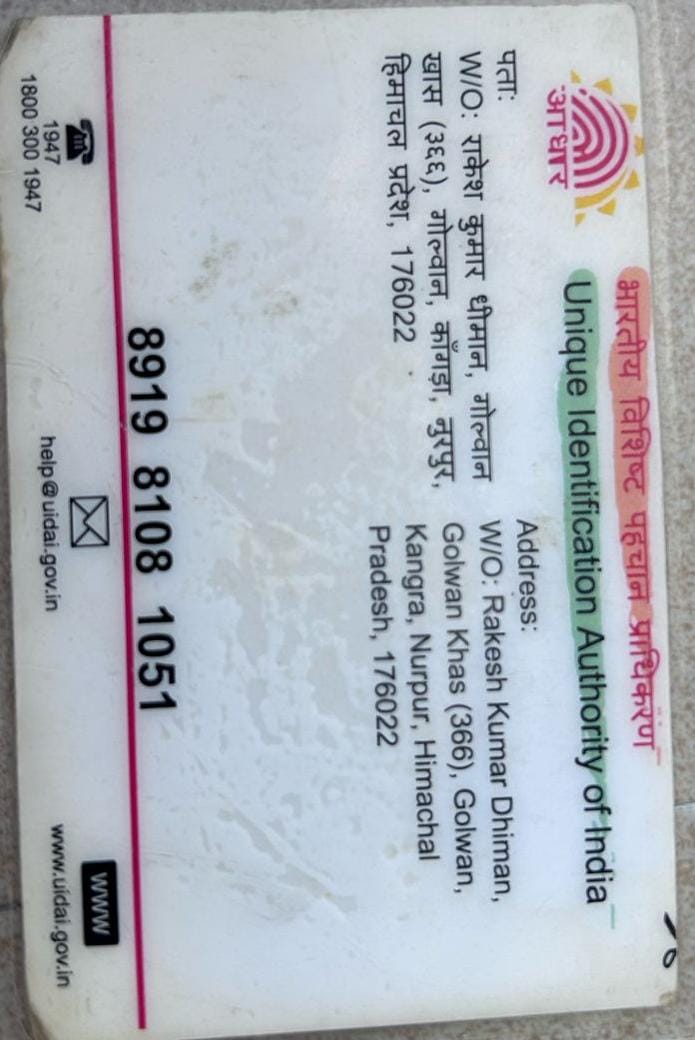 आधार
भारतीय विशिष्ट पहचान प्राधिकरण
Unique Identification Authority of India
पता:
W/O: राकेश कुमार धीमान, गोल्वान
खास (३६६), गोल्वान, काँगड़ा, नुरपुर,
हिमाचल प्रदेश, 176022
Address:
W/O: Rakesh Kumar Dhiman,
Golwan Khas (366), Golwan,
Kangra, Nurpur, Himachal
Pradesh, 176022
8919 8108 1051
1947
1800 300 1947
help@uidai.gov.in
www
www.uidai.gov.in